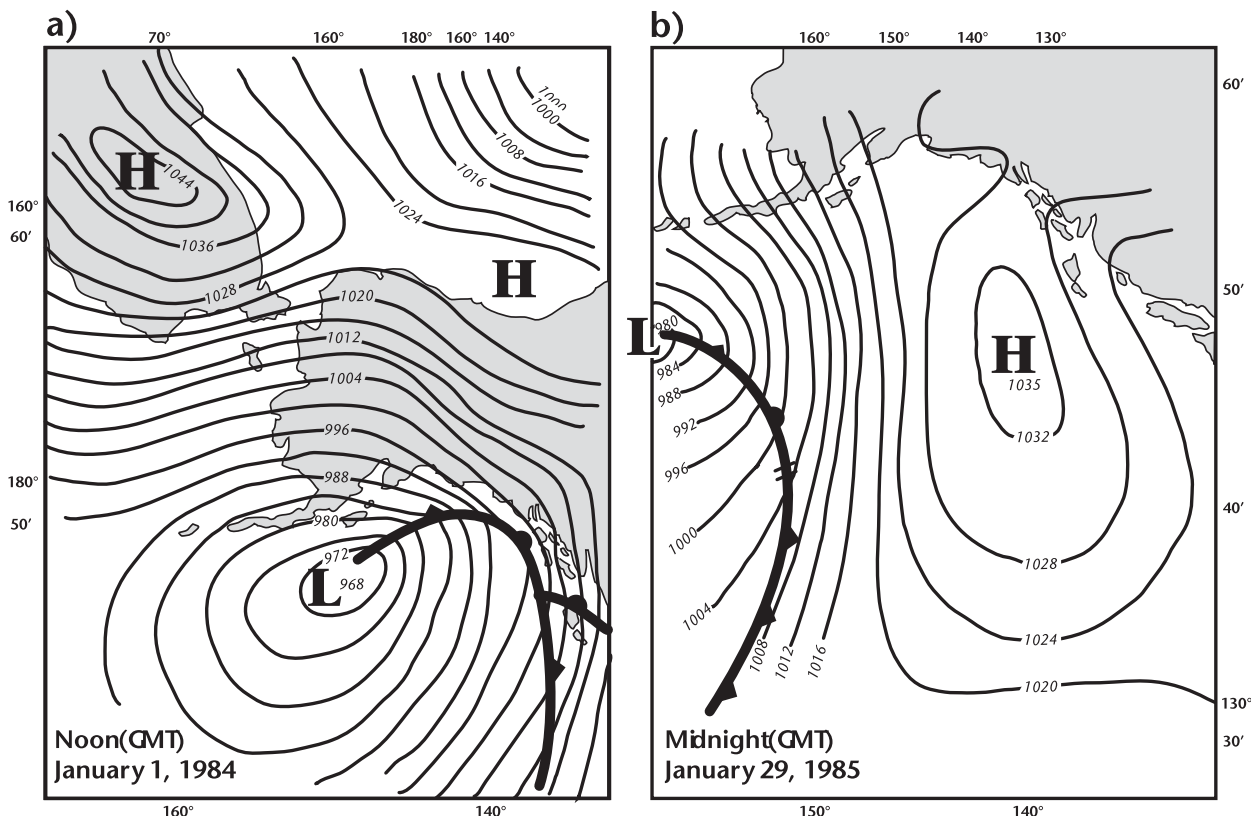 a)
70° 160° 180° 160° 140°
1000
1000
1008
H
1044
1016
160°
1024
60′
1036
H
1028
1020
1012
1004
996
180°
988
50′
980
972
L 968
Noon(GMT)
January 1, 1984
160° 140°
b)
160° 150° 140° 130°
60′
50′
980
L
H
984
1035
988
992
1032
996
40′
1000
1028
1004
1024
1008 1012 1016
1020
130°
30′
Midnight(GMT)
January 29, 1985
150° 140°